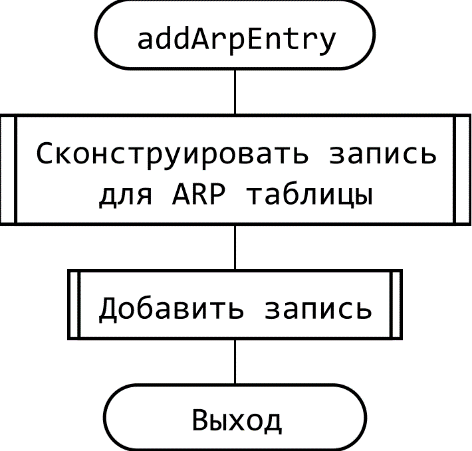 addArpEntry
Сконструировать запись
для ARP таблицы
Добавить запись
Выход